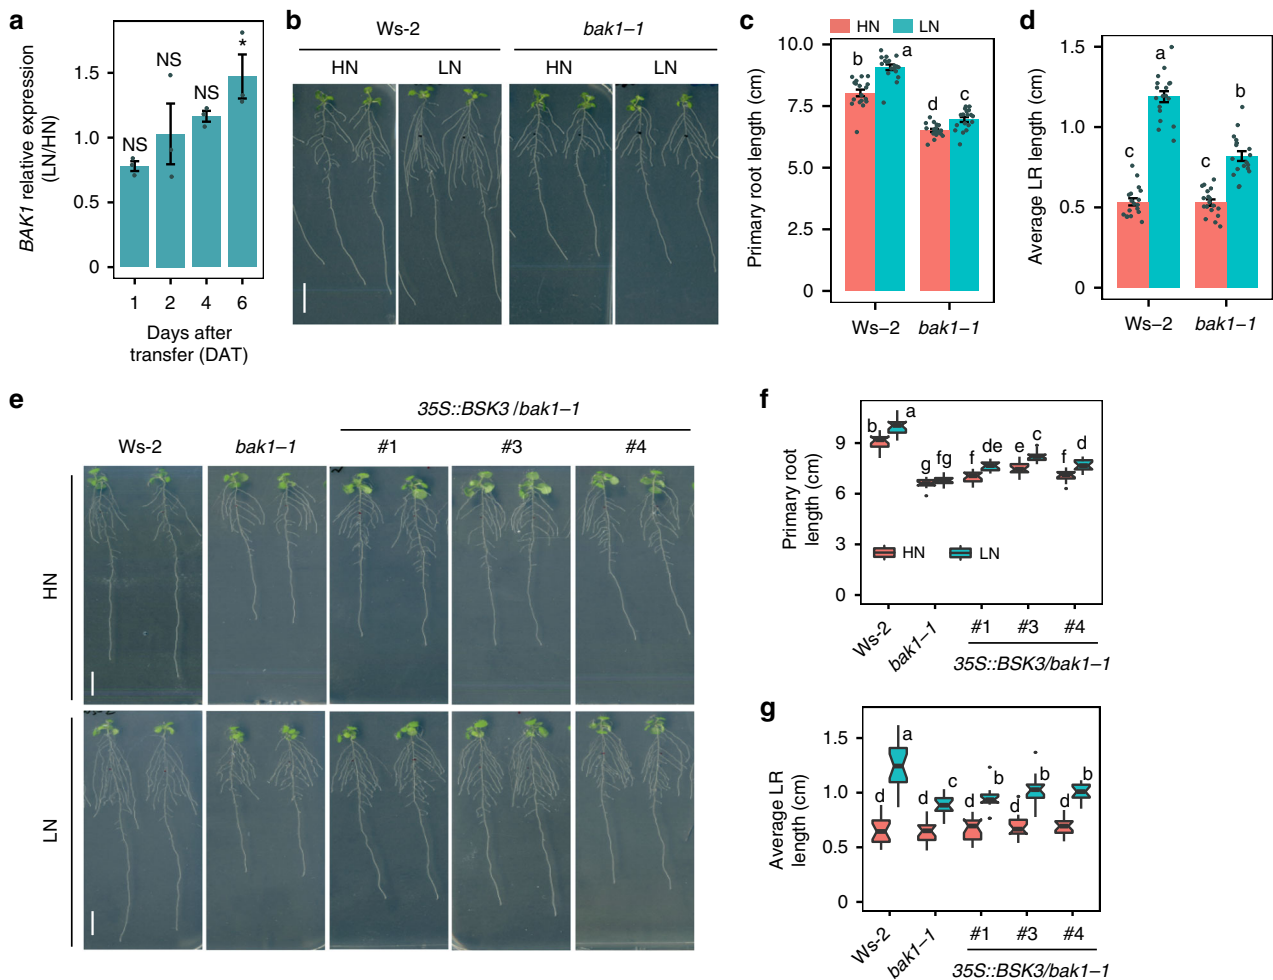 a
BAK1 relative expression
(LN/HN)
1.5
1.0
0.5
0
NS
NS
NS
*
1 2 4 6
Days after
transfer (DAT)
b
Ws-2 bak1–1
HN LN HN LN
c
HN LN
Primary root length (cm)
10.0
7.5
5.0
2.5
0
b a d c
Ws–2 bak1–1
d
Average LR length (cm)
1.5
1.0
0.5
0
c a c b
Ws–2 bak1–1
e
35S::BSK3 /bak1–1
Ws-2 bak1–1 #1 #3 #4
HN
LN
f
Primary root
length (cm)
9
6
3
0
b a g fg f de e c f d
HN LN
Ws-2 bak1–1 #1 #3 #4
35S::BSK3/bak1–1
g
Average LR
length (cm)
1.5
1.0
0.5
0
d a d c d b d b d b
Ws-2 bak1–1 #1 #3 #4
35S::BSK3/bak1–1